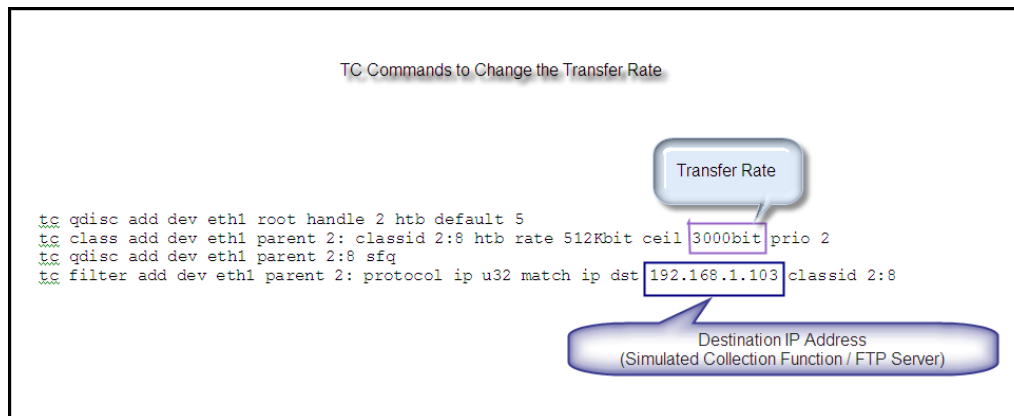 TC Commands to Change the Transfer Rate
Transfer Rate
tc qdisc add dev eth1 root handle 2 htb default 5
tc class add dev eth1 parent 2: classid 2:8 htb rate 512Kbit ceil 3000bit prio 2
tc qdisc add dev eth1 parent 2:8 sfq
tc filter add dev eth1 parent 2: protocol ip u32 match ip dst 192.168.1.103 classid 2:8
Destination IP Address
(Simulated Collection Function / FTP Server)